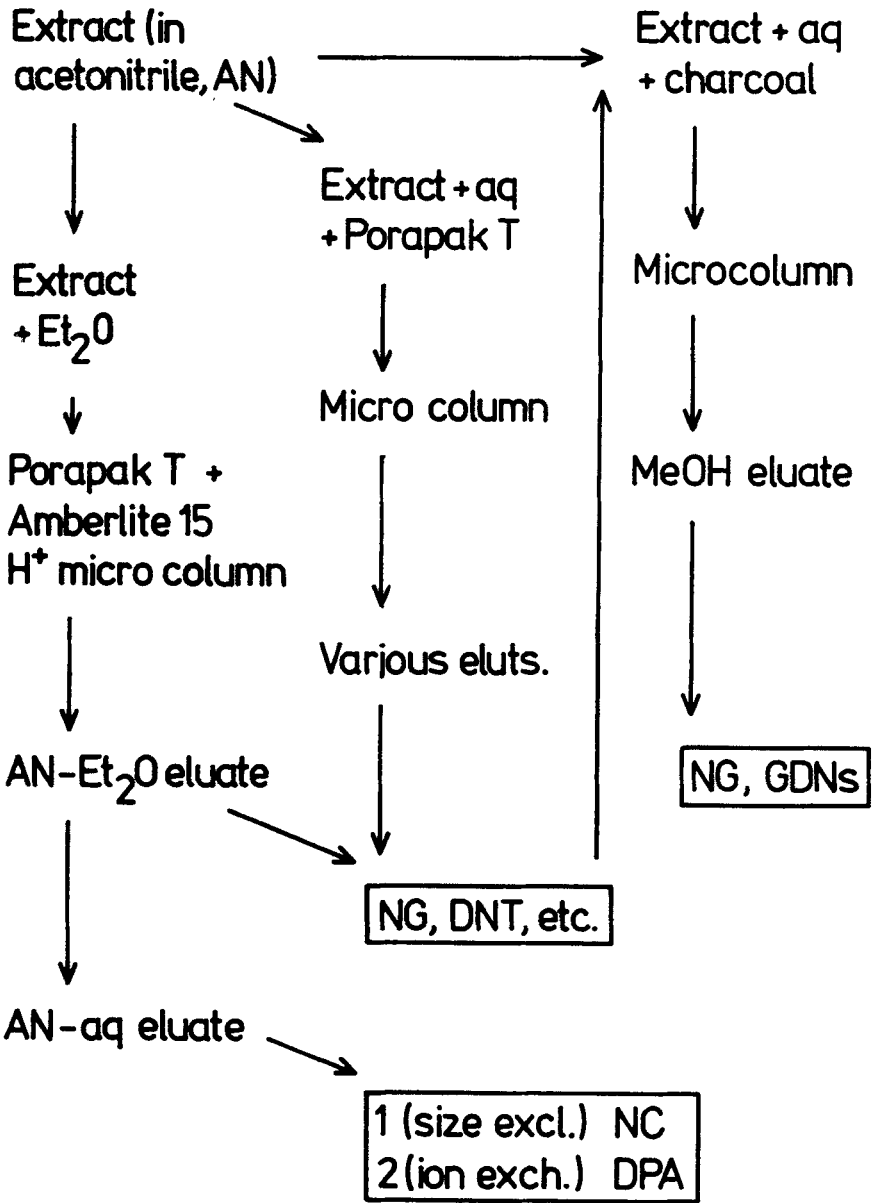 Extract (in
acetonitrile, AN)
Extract + aq
+ charcoal
Extract + aq
+ Porapak T
Extract
+ Et₂O
Microcolumn
Micro column
Porapak T +
Amberlite 15
H⁺ micro column
MeOH eluate
Various eluts.
AN-Et₂O eluate
NG, GDNs
NG, DNT, etc.
AN-aq eluate
1 (size excl.) NC
2 (ion exch.) DPA